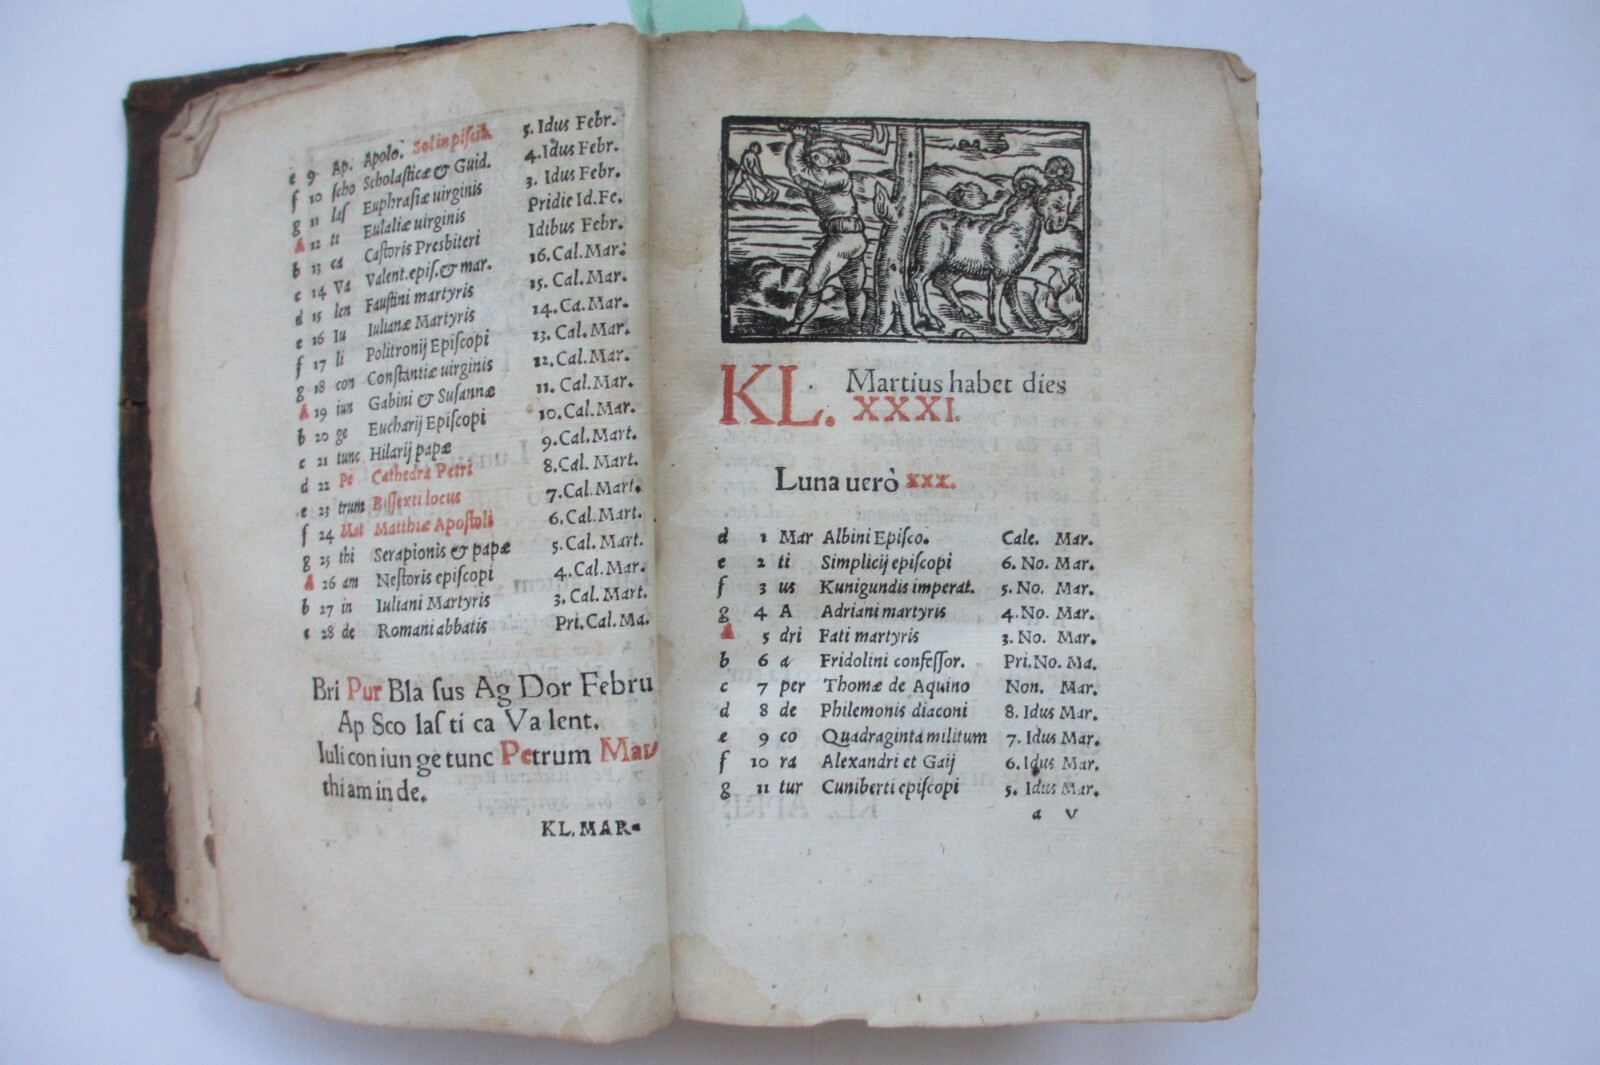 e 9 Ap. Apolo. Sol in piſcib. 5. Idus Febr.
f 10 ſcho Scholaſticæ & Guid. 4. Idus Febr.
g 11 laſ Euphraſiæ uirginis 3. Idus Febr.
A 12 ti Eulaliæ uirginis Pridie Id. Fe.
b 13 ca Caſtoris Presbiteri Idibus Febr.
c 14 Va Valent. epiſ. & mar. 16. Cal. Mar.
d 15 len Fauſtini martyris 15. Cal. Mar.
e 16 Iu Iulianæ Martyris 14. Ca. Mar.
f 17 li Politronij Epiſcopi 13. Cal. Mar.
g 18 con Conſtantiæ uirginis 12. Cal. Mar.
A 19 iun Gabini & Suſannæ 11. Cal. Mar.
b 20 ge Eucharij Epiſcopi 10. Cal. Mar.
c 21 tunc Hilarij papæ 9. Cal. Mart.
d 22 Pe Cathedra Petri 8. Cal. Mart.
e 23 trum Biſſexti locus 7. Cal. Mart.
f 24 Mat Matthiæ Apoſtoli 6. Cal. Mart.
g 25 thi Serapionis & papæ 5. Cal. Mart.
A 26 am Neſtoris epiſcopi 4. Cal. Mar.
b 27 in Iuliani Martyris 3. Cal. Mart.
c 28 de Romani abbatis Pri. Cal. Ma.
Bri Pur Bla ſus Ag Dor Febru
Ap Sco laſ ti ca Va lent.
Iuli con iun ge tunc Petrum Mat
thi am in de.
KL. MAR.
KL. Martius habet dies
XXXI.
Luna uerò XXX.
d 1 Mar Albini Epiſco. Cale. Mar.
e 2 ti Simplicij epiſcopi 6. No. Mar.
f 3 us Kunigundis imperat. 5. No. Mar.
g 4 A Adriani martyris 4. No. Mar.
A 5 dri Fati martyris 3. No. Mar.
b 6 a Fridolini confeſſor. Pri. No. Ma.
c 7 per Thomæ de Aquino Non. Mar.
d 8 de Philemonis diaconi 8. Idus Mar.
e 9 co Quadraginta militum 7. Idus Mar.
f 10 ra Alexandri et Gaij 6. Idus Mar.
g 11 tur Cuniberti epiſcopi 5. Idus Mar.
a v